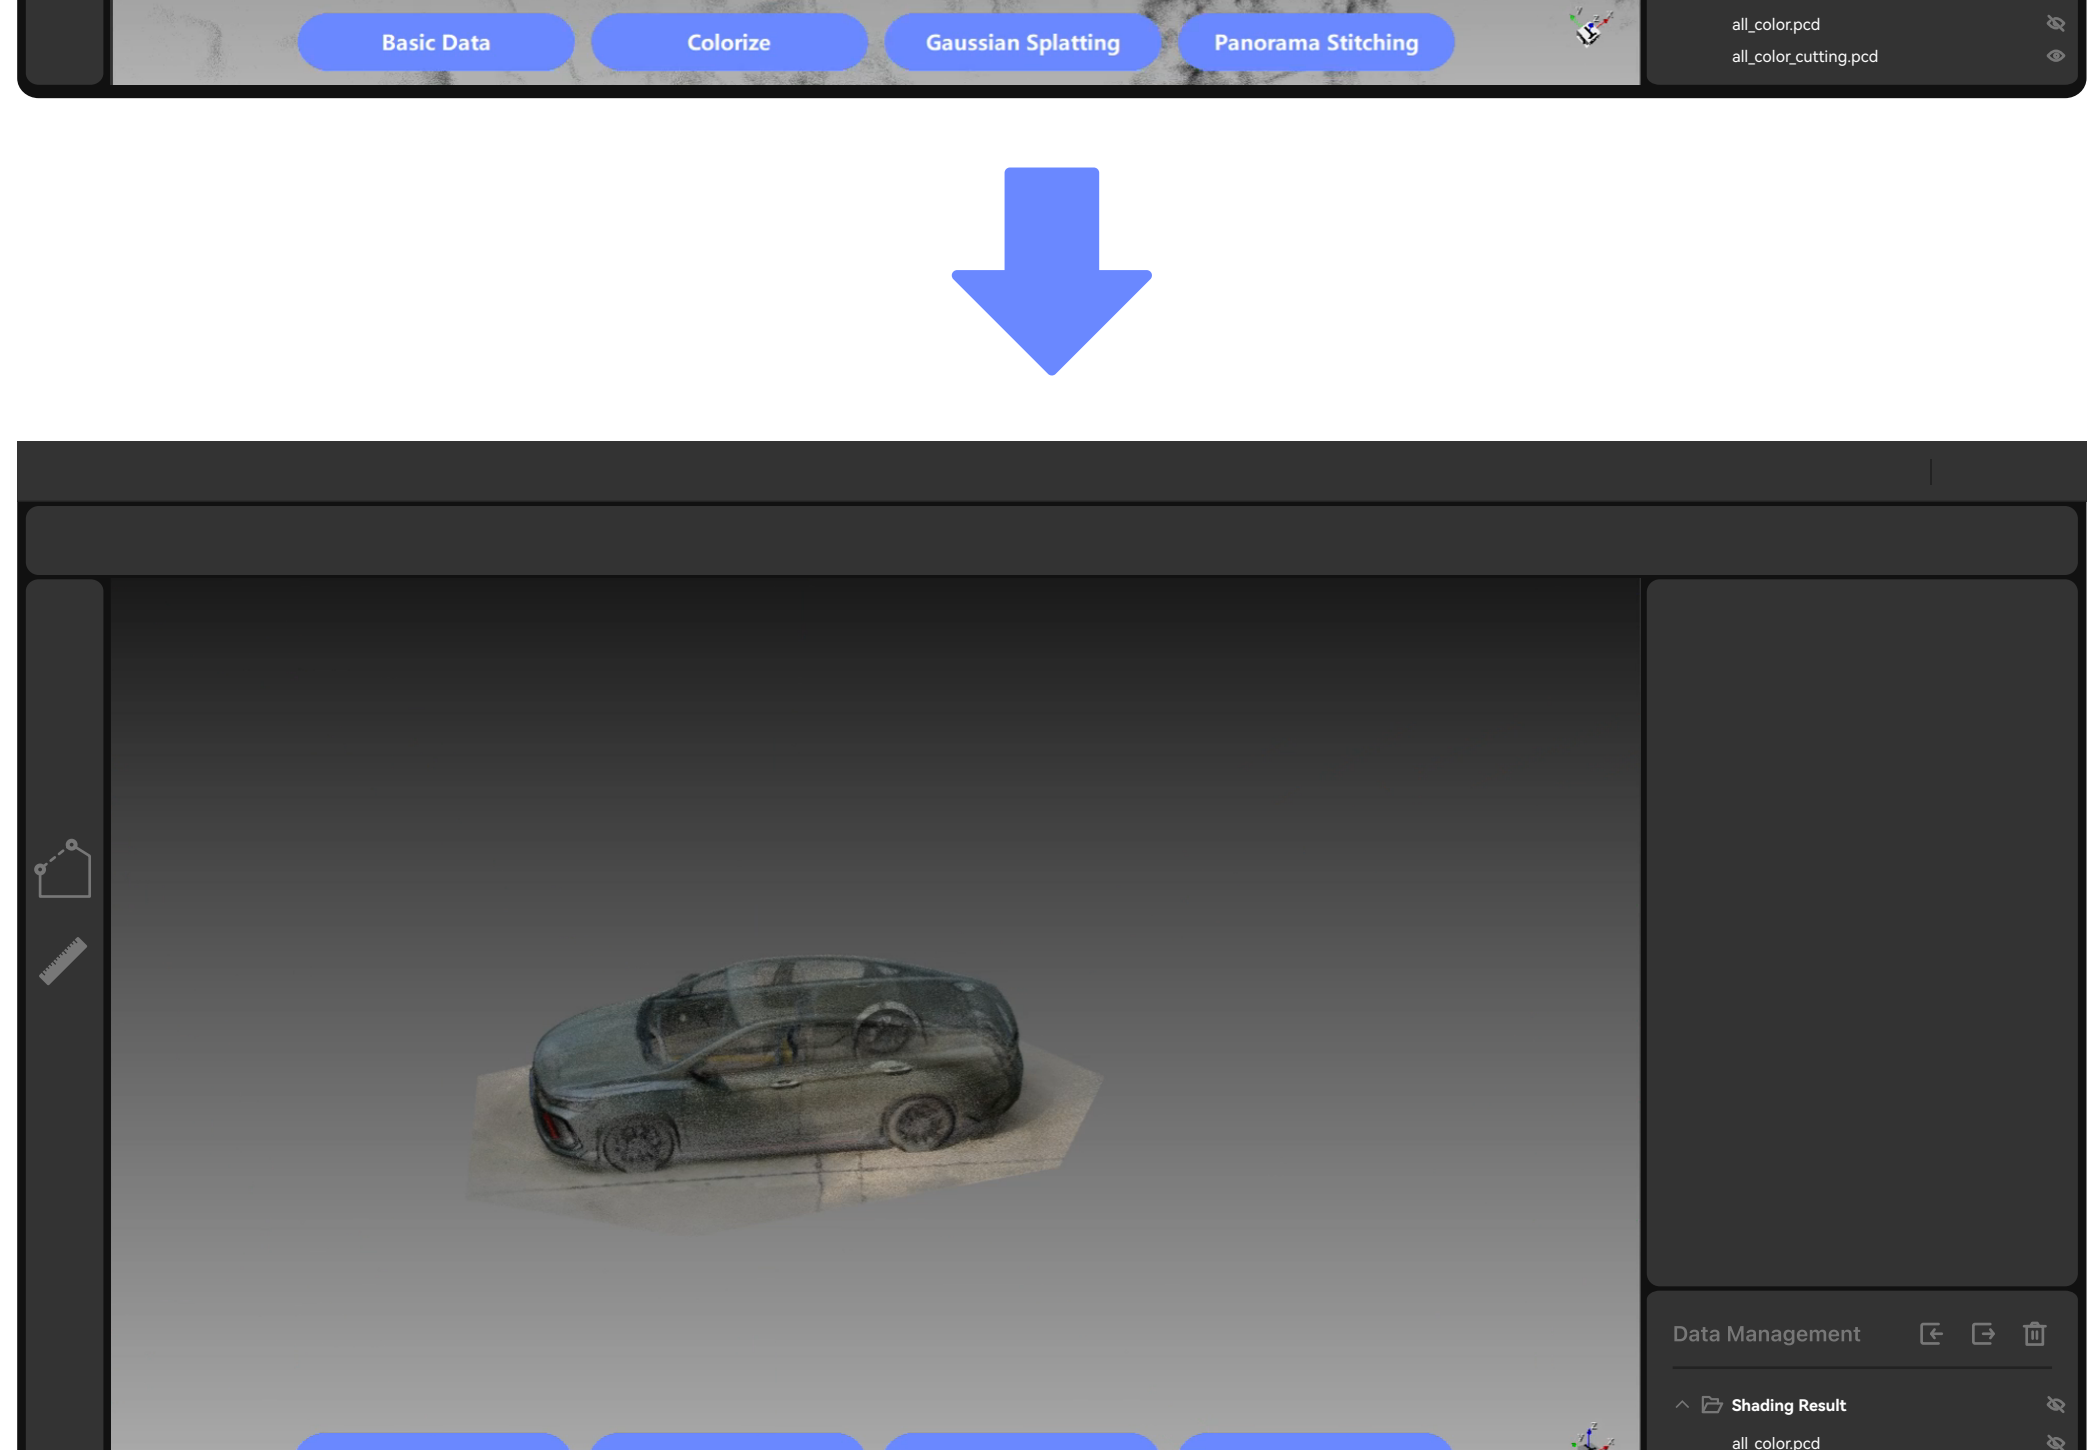 all_color.pcd
Basic Data
Colorize
Gaussian Splatting
Panorama Stitching
all_color_cutting.pcd
Data Management
Shading Result
all_color.pcd